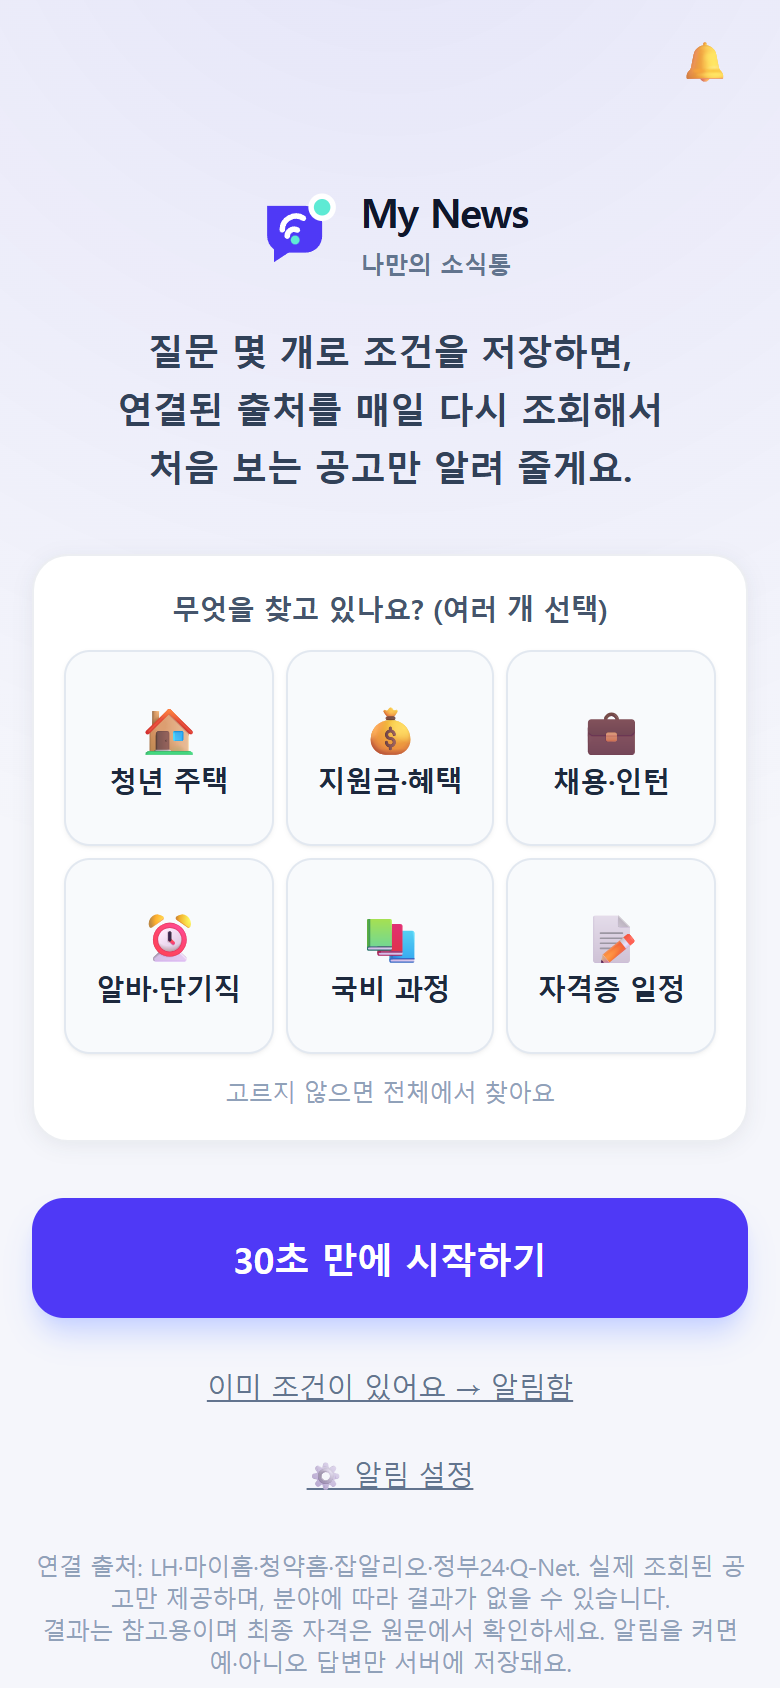 My News
나만의 소식통
질문 몇 개로 조건을 저장하면,
연결된 출처를 매일 다시 조회해서
처음 보는 공고만 알려 줄게요.
무엇을 찾고 있나요? (여러 개 선택)
청년 주택
지원금·혜택
채용·인턴
알바·단기직
국비 과정
자격증 일정
고르지 않으면 전체에서 찾아요
30초 만에 시작하기
이미 조건이 있어요 → 알림함
알림 설정
연결 출처: LH·마이홈·청약홈·잡알리오·정부24·Q-Net. 실제 조회된 공
고만 제공하며, 분야에 따라 결과가 없을 수 있습니다.
결과는 참고용이며 최종 자격은 원문에서 확인하세요. 알림을 켜면
예·아니오 답변만 서버에 저장돼요.